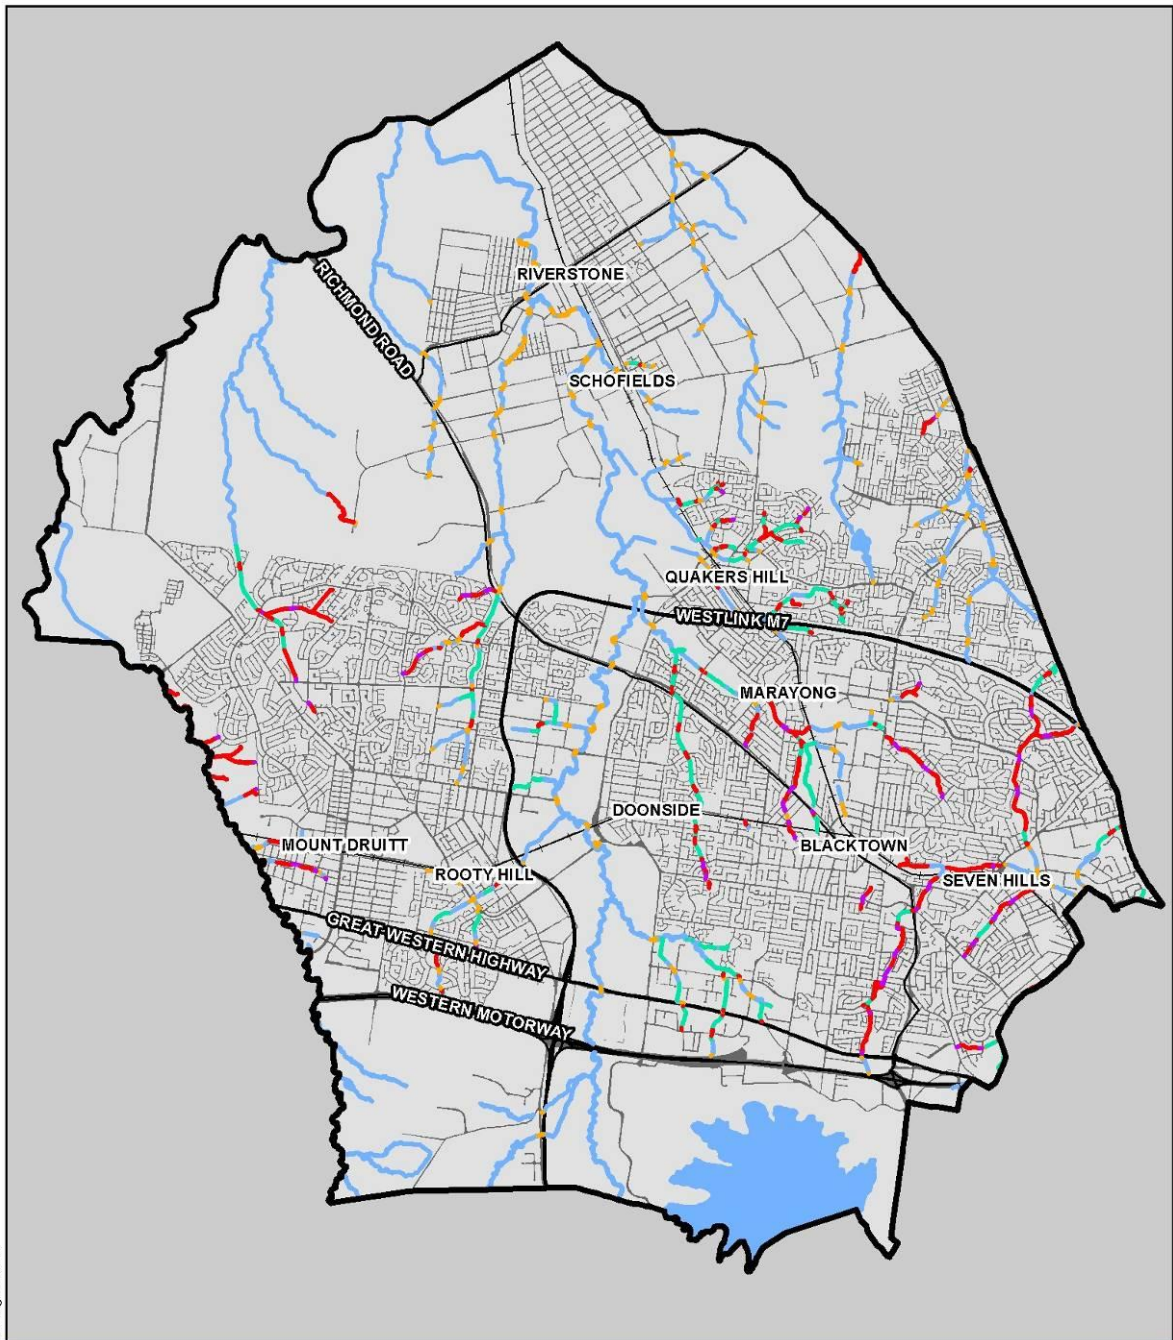 RIVERSTONE
RICHMOND ROAD
SCHOFIELDS
QUAKERS HILL
WESTLINK M7
MARAYONG
DOONSIDE
MOUNT DRUITT
BLACKTOWN
ROOTY HILL
SEVEN HILLS
GREAT WESTERN HIGHWAY
WESTERN MOTORWAY